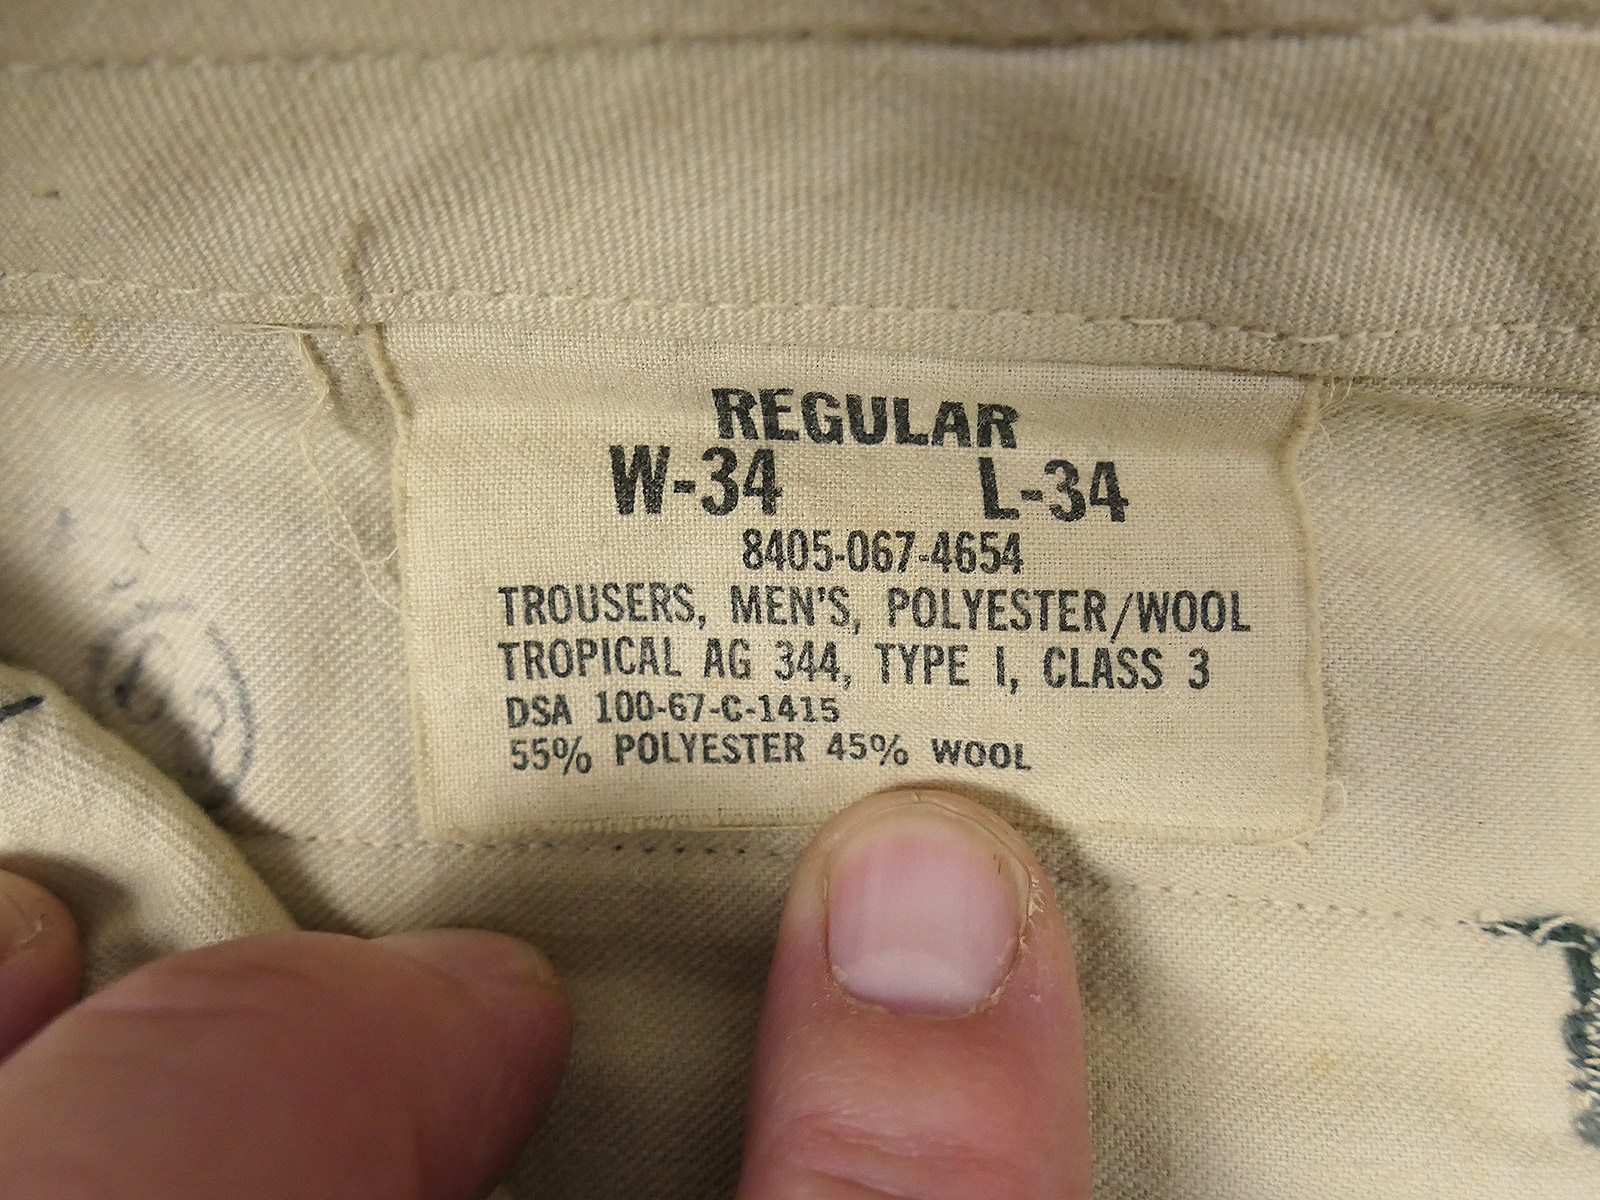 REGULAR
W-34 L-34
8405-067-4654
TROUSERS, MEN'S, POLYESTER/WOOL
TROPICAL AG 344, TYPE I, CLASS 3
DSA 100-67-C-1415
55% POLYESTER 45% WOOL